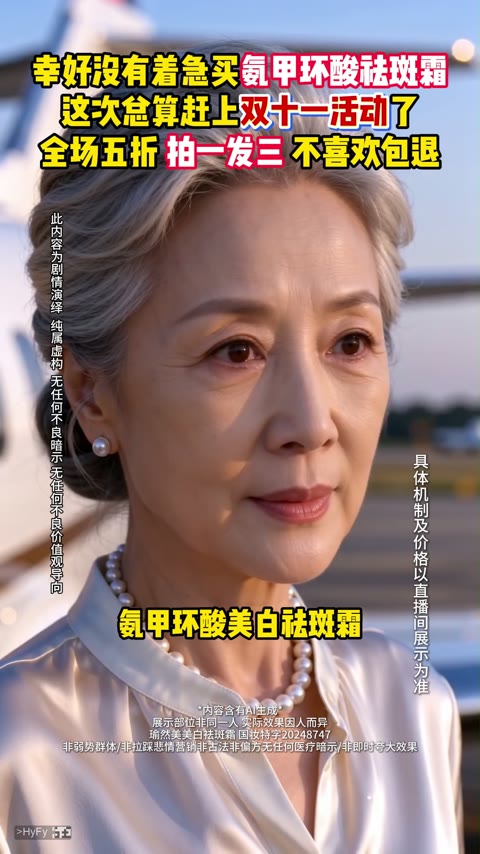 幸好没有着急买氨甲环酸祛斑霜
这次总算赶上双十一活动了
全场五折 拍一发三 不喜欢包退
此内容为剧情演绎 纯属虚构 无任何不良暗示 无任何不良价值观导向
具体机制及价格以直播间展示为准
氨甲环酸美白祛斑霜
*内容含有AI生成*
展示部位非同一人 实际效果因人而异
瑜然美美白祛斑霜 国妆特字20248747
非弱势群体/非拉踩悲情营销非古法非偏方无任何医疗暗示/非即时夸大效果
>HyFy